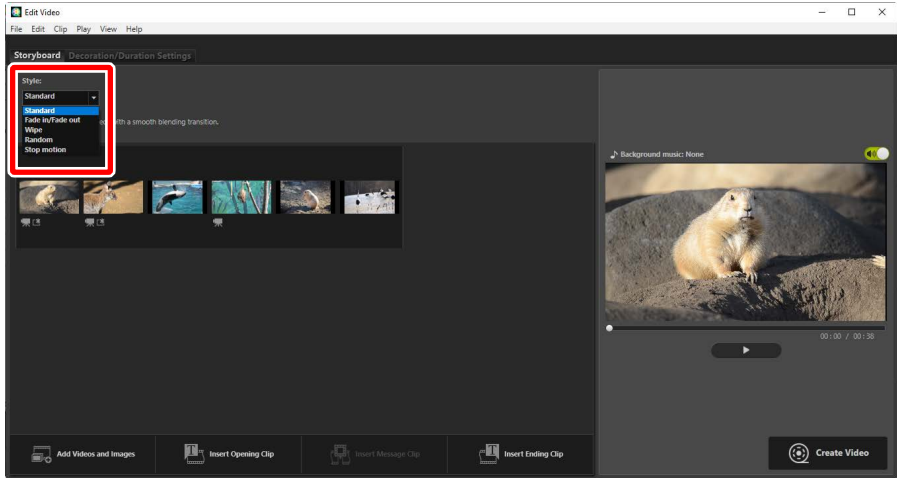 Edit Video
File Edit Clip Play View Help
Storyboard Decoration/Duration Settings
Style:
Standard
Standard
Fade in/Fade out
Wipe
Random
Stop motion
with a smooth blending transition.
Background music: None
00:00 / 00:38
Add Videos and Images
Insert Opening Clip
Insert Message Clip
Insert Ending Clip
Create Video